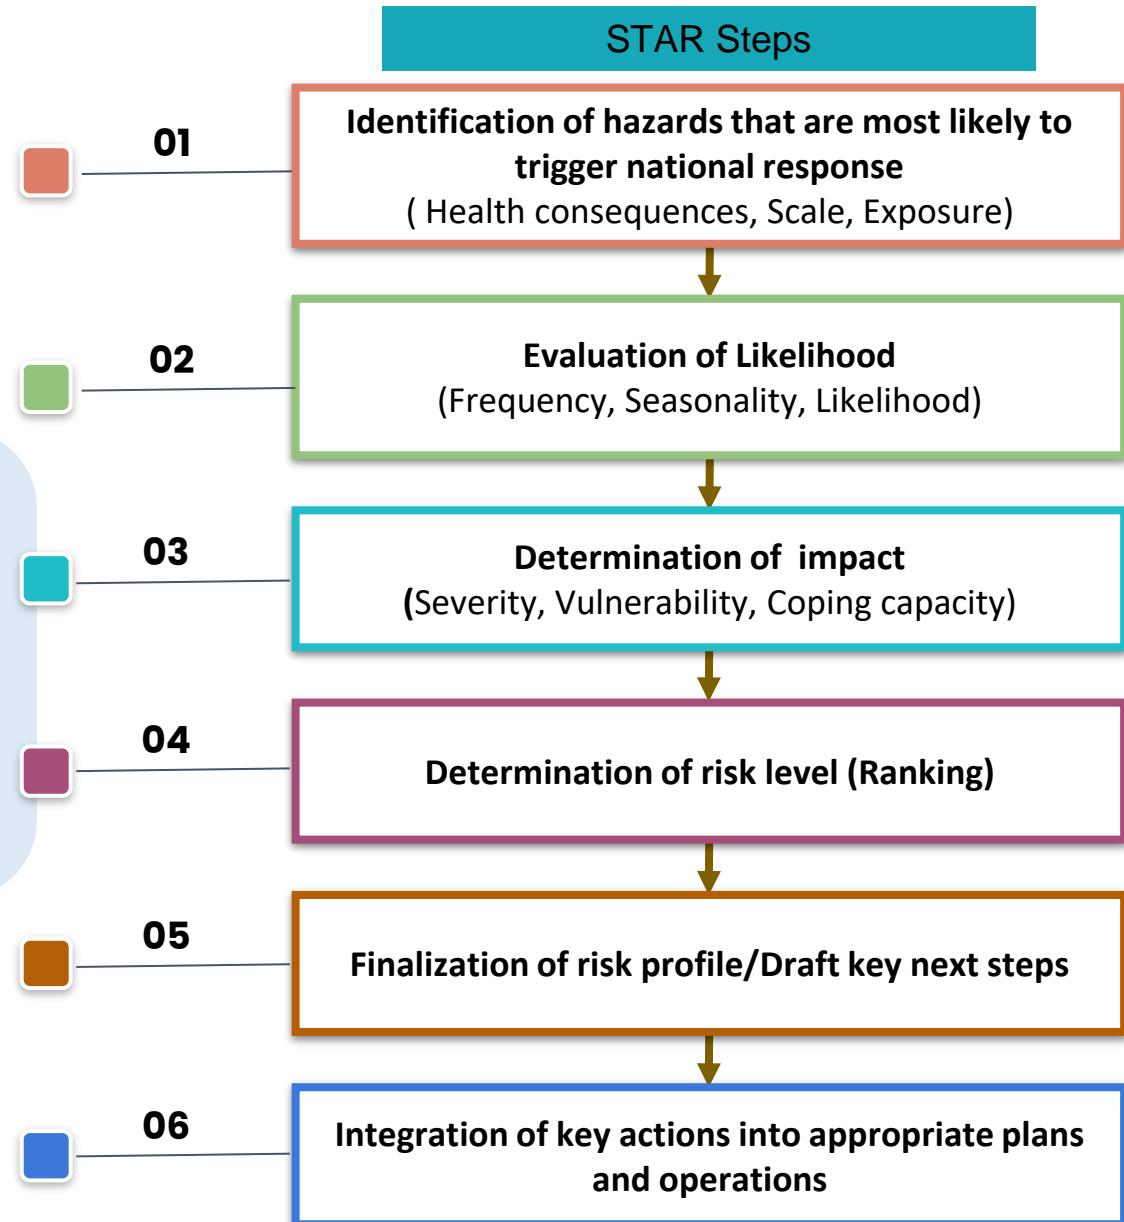 STAR Steps
01
Identification of hazards that are most likely to
trigger national response
( Health consequences, Scale, Exposure)
02
Evaluation of Likelihood
(Frequency, Seasonality, Likelihood)
03
Determination of  impact
(Severity, Vulnerability, Coping capacity)
04
Determination of risk level (Ranking)
05
Finalization of risk profile/Draft key next steps
06
Integration of key actions into appropriate plans
and operations